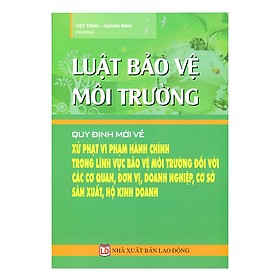 VIỆT TRINH - QUANG MINH
(Hệ thống)
LUẬT BẢO VỆ
MÔI TRƯỜNG
QUY ĐỊNH MỚI VỀ
XỬ PHẠT VI PHẠM HÀNH CHÍNH
TRONG LĨNH VỰC BẢO VỆ MÔI TRƯỜNG ĐỐI VỚI
CÁC CƠ QUAN, ĐƠN VỊ, DOANH NGHIỆP, CƠ SỞ
SẢN XUẤT, HỘ KINH DOANH
NHÀ XUẤT BẢN LAO ĐỘNG